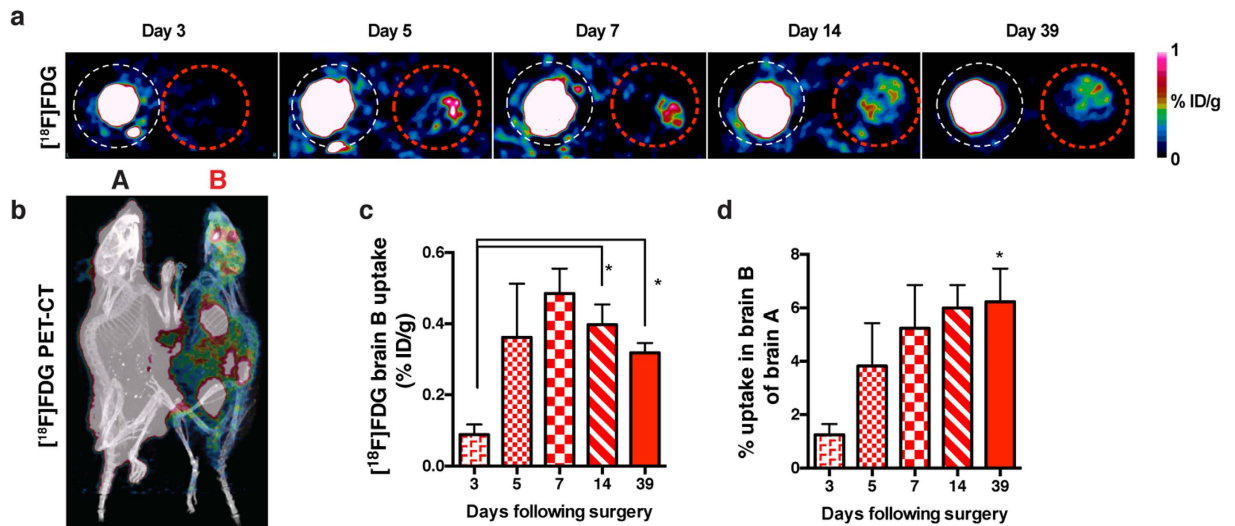 a
Day 3 Day 5 Day 7 Day 14 Day 39
[¹⁸F]FDG
1
% ID/g
0
A B
b
[¹⁸F]FDG PET-CT
c
[¹⁸F]FDG brain B uptake
(% ID/g)
0.6
0.4
0.2
0.0
*
*
3 5 7 14 39
Days following surgery
d
% uptake in brain B
of brain A
8
6
4
2
0
*
3 5 7 14 39
Days following surgery